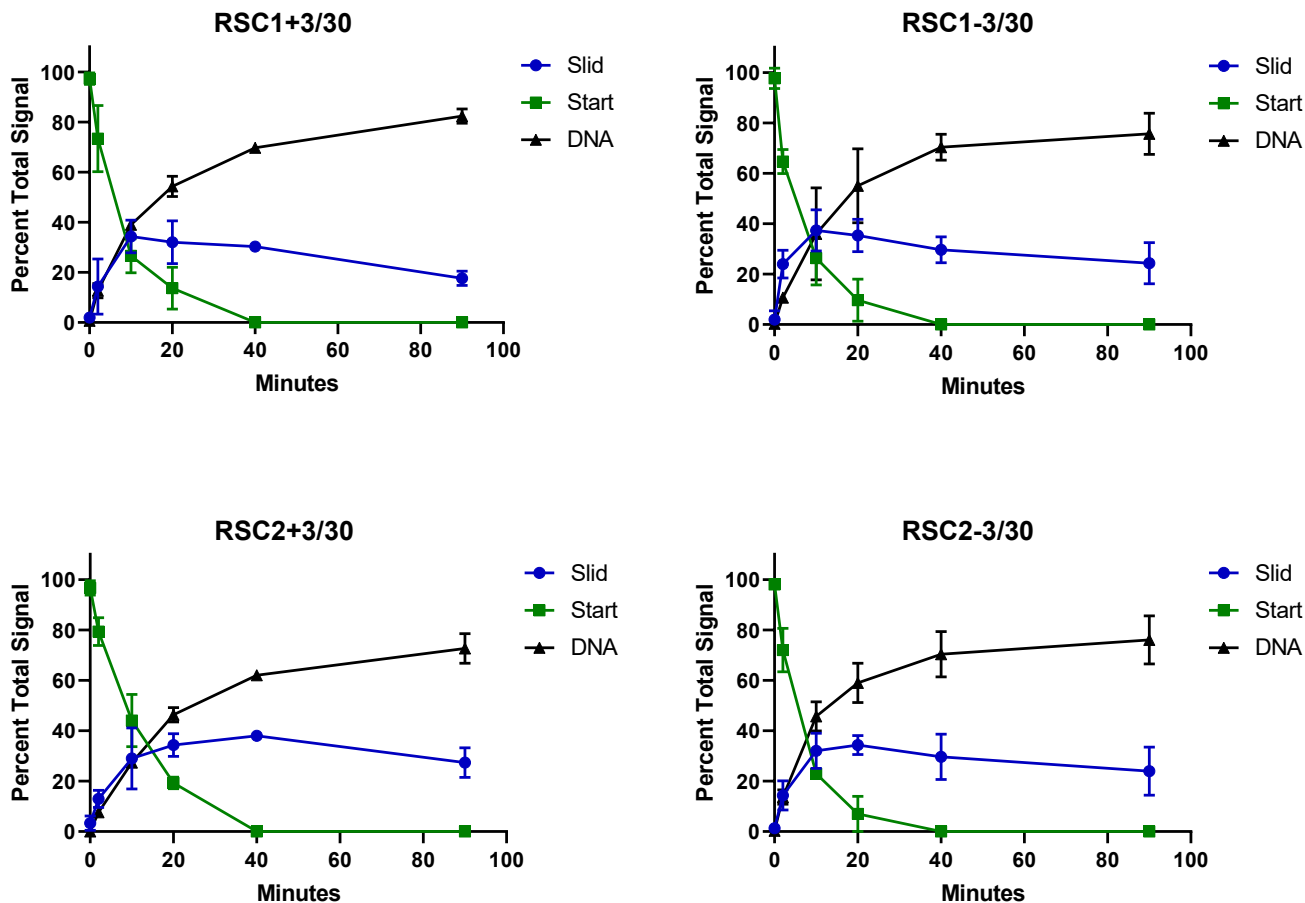 RSC1+3/30
Percent Total Signal
100
80
60
40
20
0
0 20 40 60 80 100
Minutes
Slid
Start
DNA
RSC1-3/30
Percent Total Signal
100
80
60
40
20
0
0 20 40 60 80 100
Minutes
Slid
Start
DNA
RSC2+3/30
Percent Total Signal
100
80
60
40
20
0
0 20 40 60 80 100
Minutes
Slid
Start
DNA
RSC2-3/30
Percent Total Signal
100
80
60
40
20
0
0 20 40 60 80 100
Minutes
Slid
Start
DNA